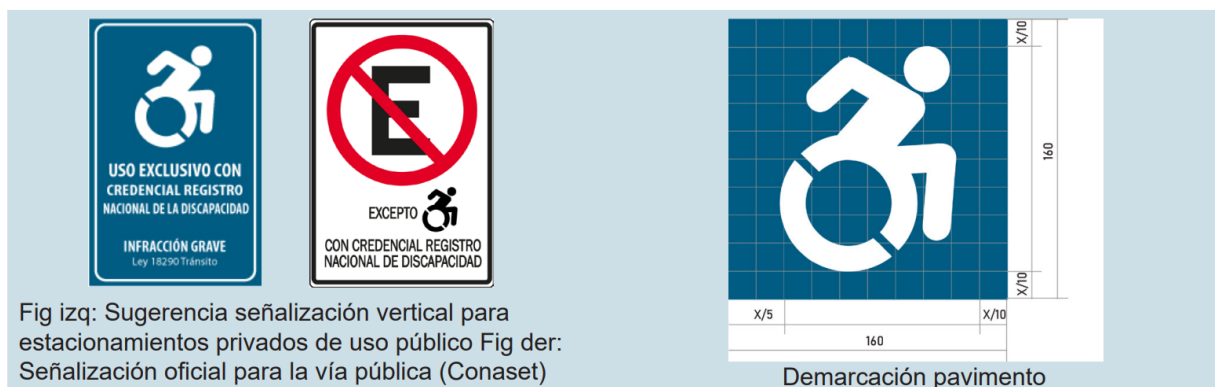 USO EXCLUSIVO CON
CREDENCIAL REGISTRO
NACIONAL DE LA DISCAPACIDAD
INFRACCIÓN GRAVE
Ley 18290 Tránsito
E
EXCEPTO
CON CREDENCIAL REGISTRO
NACIONAL DE DISCAPACIDAD
Fig izq: Sugerencia señalización vertical para
estacionamientos privados de uso público Fig der:
Señalización oficial para la vía pública (Conaset)
X/10
160
X/10
X/5
X/10
160
Demarcación pavimento